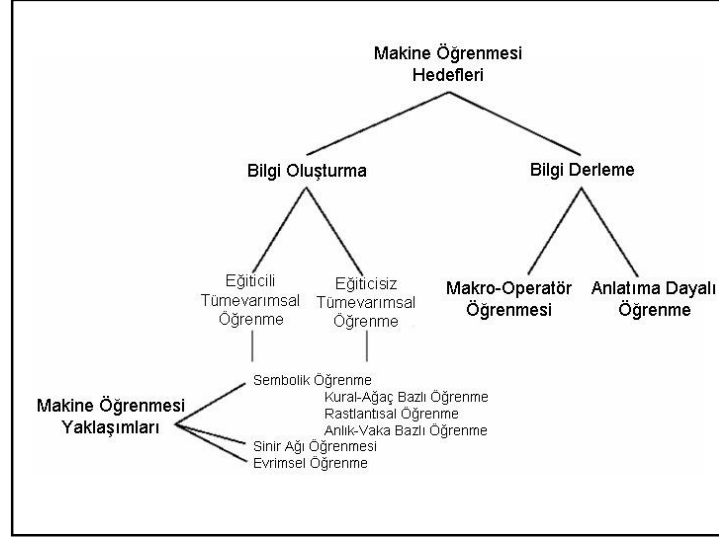 Makine Öğrenmesi
Hedefleri
Bilgi Oluşturma
Bilgi Derleme
Eğiticili
Tümevarımsal
Öğrenme
Eğiticisiz
Tümevarımsal
Öğrenme
Makro-Operatör
Öğrenmesi
Anlatıma Dayalı
Öğrenme
Makine Öğrenmesi
Yaklaşımları
Sembolik Öğrenme
Kural-Ağaç Bazlı Öğrenme
Rastlantısal Öğrenme
Anlık-Vaka Bazlı Öğrenme
Sinir Ağı Öğrenmesi
Evrimsel Öğrenme